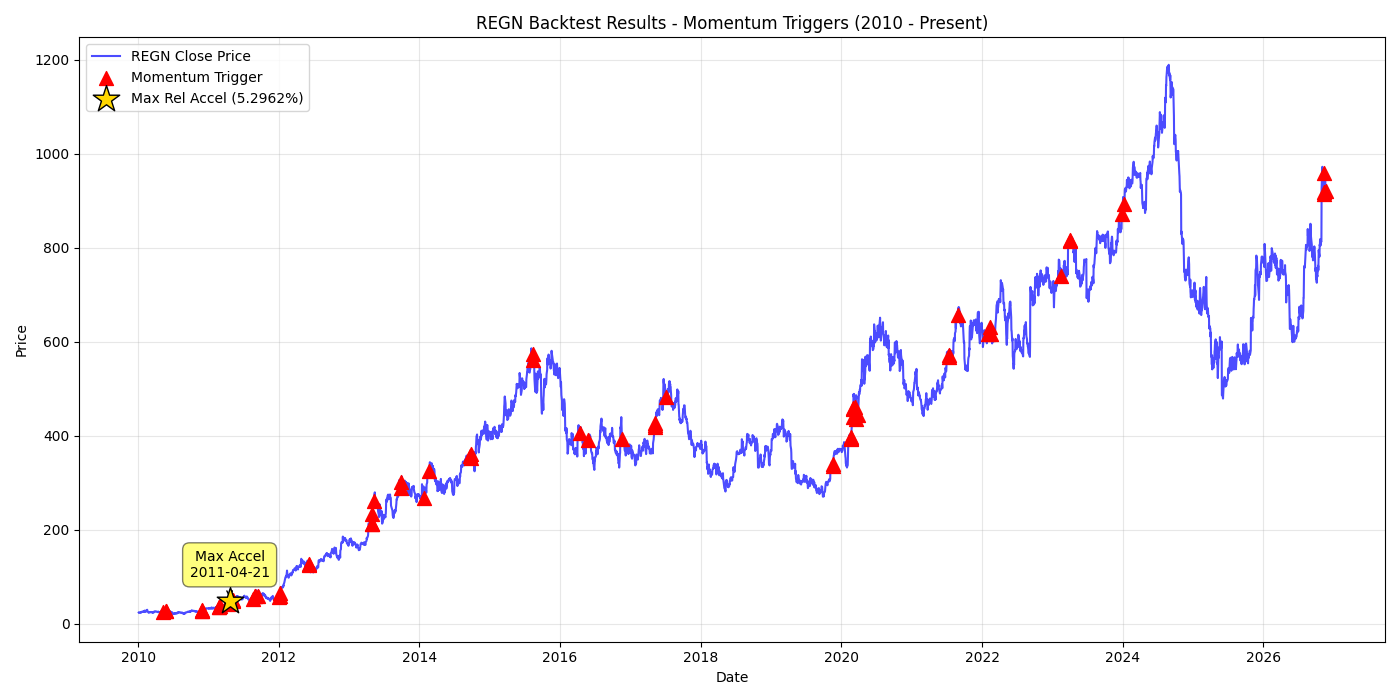 REGN Backtest Results - Momentum Triggers (2010 - Present)
REGN Close Price
Momentum Trigger
Max Rel Accel (5.2962%)
1200
1000
800
600
400
200
0
Price
Max Accel
2011-04-21
2010 2012 2014 2016 2018 2020 2022 2024 2026
Date